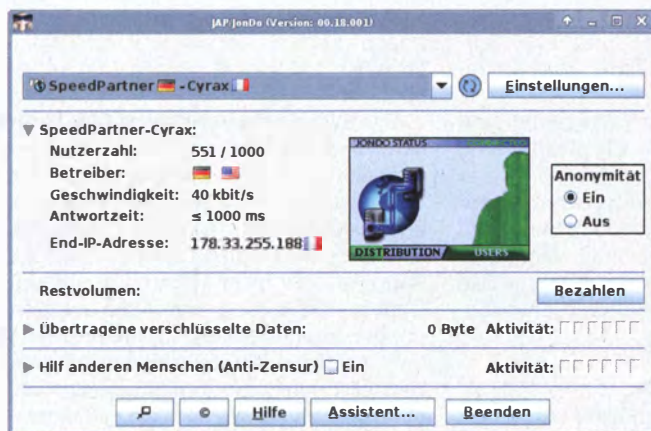 JAP/JonDo (Version: 00.18.001)
SpeedPartner - Cyrax
Einstellungen...
SpeedPartner-Cyrax:
Nutzerzahl: 551 / 1000
Betreiber:
Geschwindigkeit: 40 kbit/s
Antwortzeit: ≤ 1000 ms
End-IP-Adresse: 178.33.255.188
JONDO STATUS
DISTRIBUTION USERS
Anonymität
Ein
Aus
Restvolumen:
Bezahlen
Übertragene verschlüsselte Daten: 0 Byte Aktivität:
Hilf anderen Menschen (Anti-Zensur) Ein Aktivität:
© Hilfe Assistent... Beenden